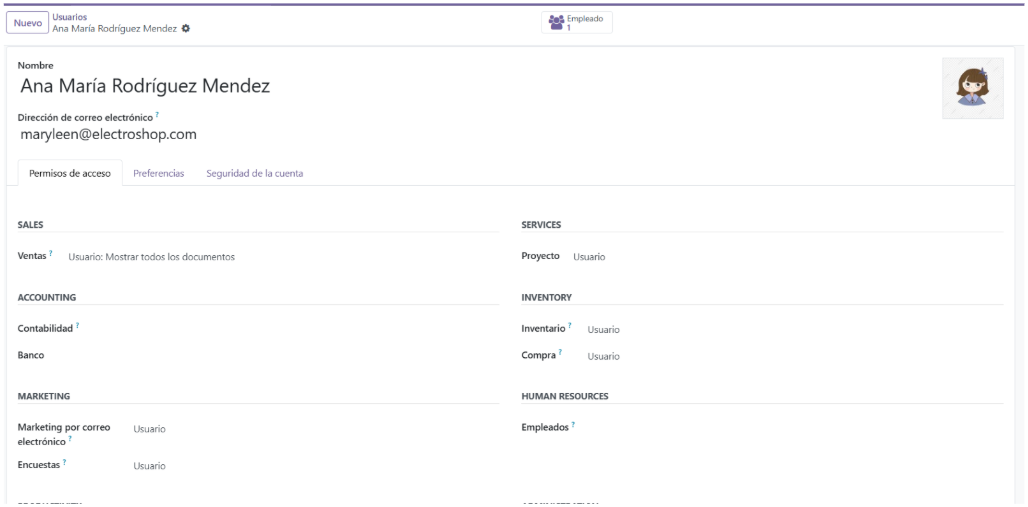 Nuevo
Usuarios
Ana María Rodríguez Mendez
Empleado
1
Nombre
Ana María Rodríguez Mendez
Dirección de correo electrónico ?
maryleen@electroshop.com
Permisos de acceso
Preferencias
Seguridad de la cuenta
SALES
Ventas ? Usuario: Mostrar todos los documentos
SERVICES
Proyecto Usuario
ACCOUNTING
Contabilidad ?
Banco
INVENTORY
Inventario ? Usuario
Compra ? Usuario
MARKETING
Marketing por correo
electrónico ? Usuario
Encuestas ? Usuario
HUMAN RESOURCES
Empleados ?